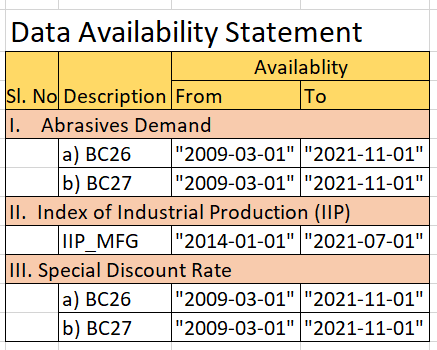 Data Availability Statement
Availablity
Sl. No Description From To
I. Abrasives Demand
a) BC26 "2009-03-01" "2021-11-01"
b) BC27 "2009-03-01" "2021-11-01"
II. Index of Industrial Production (IIP)
IIP_MFG "2014-01-01" "2021-07-01"
III. Special Discount Rate
a) BC26 "2009-03-01" "2021-11-01"
b) BC27 "2009-03-01" "2021-11-01"